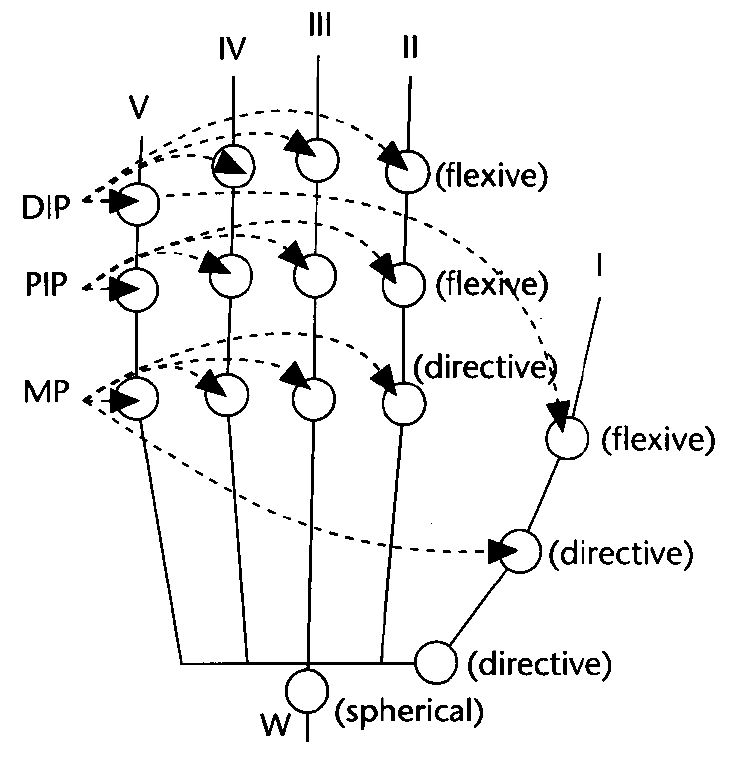 III
IV
II
V
(flexive)
DIP
I
PIP
(flexive)
(directive)
MP
(flexive)
(directive)
(directive)
W
(spherical)